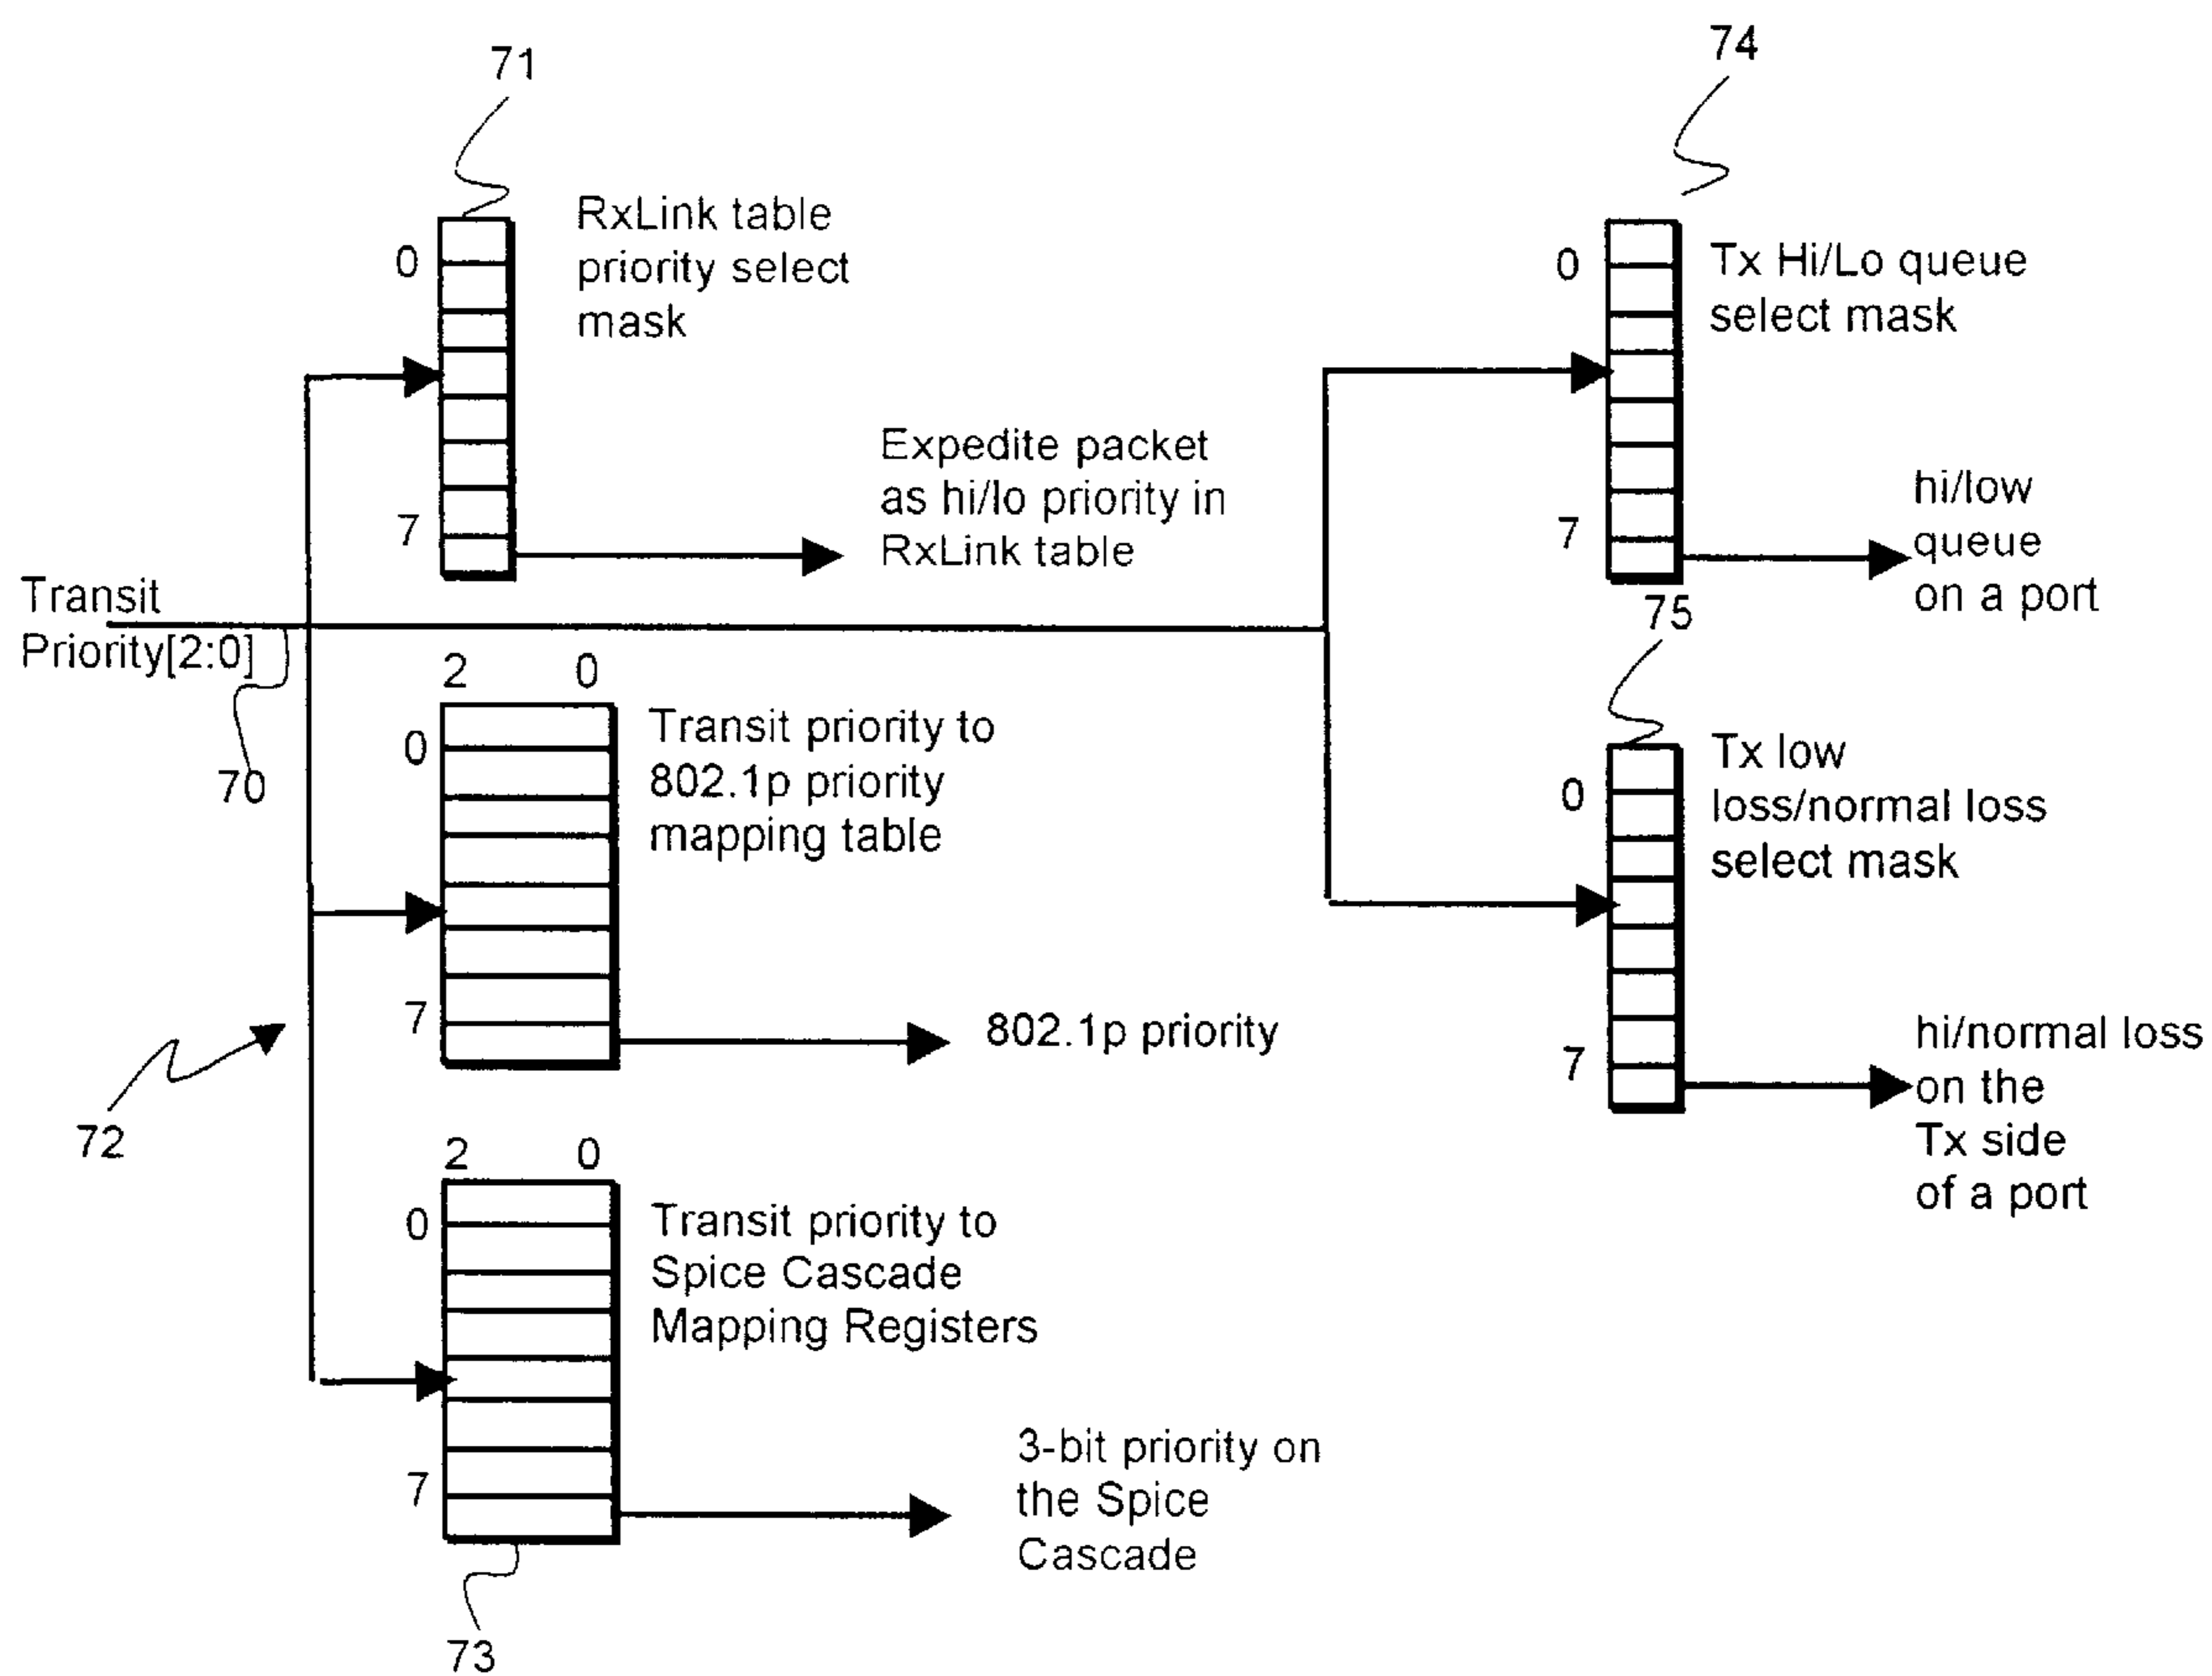 71
74
RxLink table
priority select
mask
0
7
Expedite packet
as hi/lo priority in
RxLink table
Tx Hi/Lo queue
select mask
0
7
hi/low
queue
on a port
Transit
Priority[2:0]
70
75
2 0
0
7
Transit priority to
802.1p priority
mapping table
802.1p priority
72
Tx low
loss/normal loss
select mask
0
7
hi/normal loss
on the
Tx side
of a port
2 0
0
7
Transit priority to
Spice Cascade
Mapping Registers
3-bit priority on
the Spice
Cascade
73